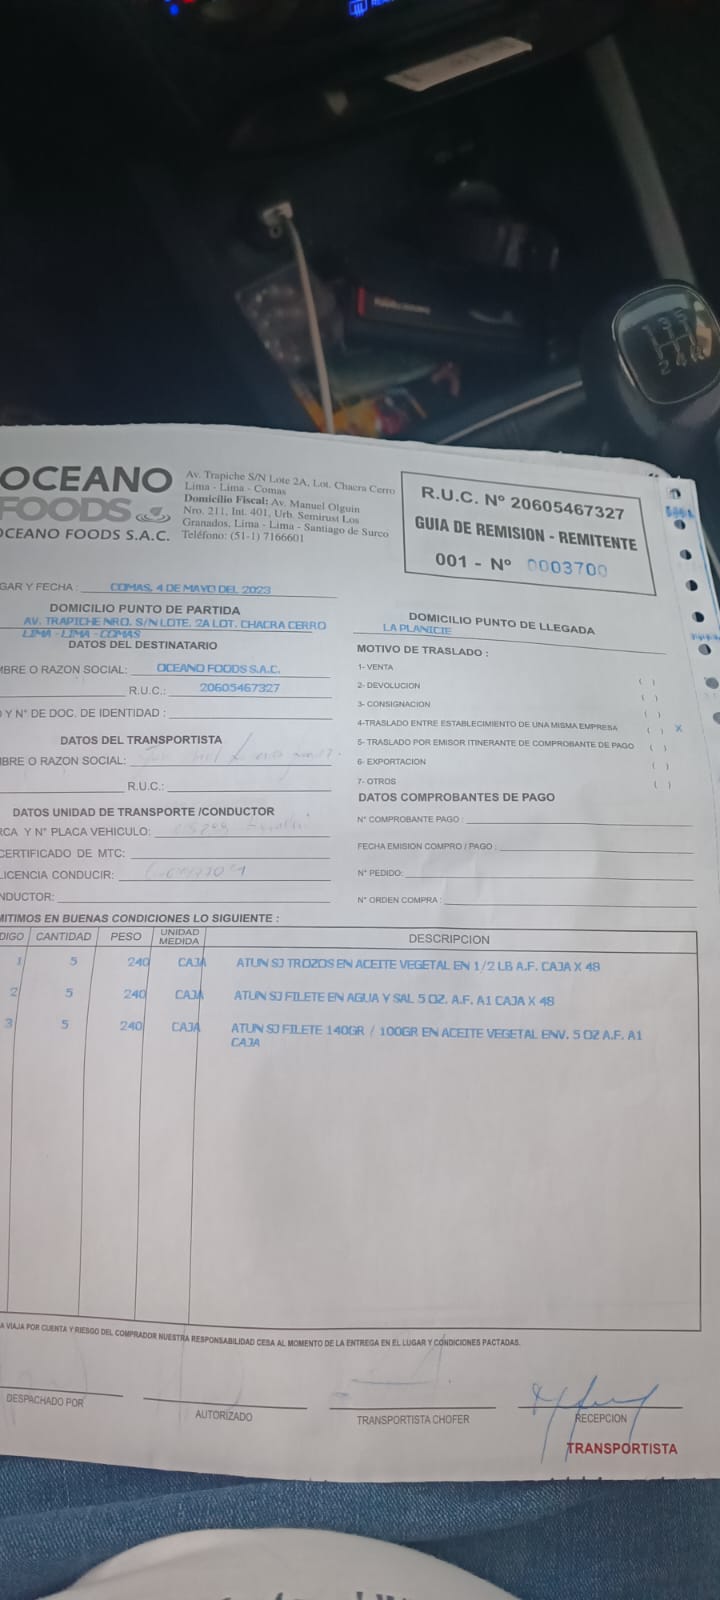 OCEANO
FOODS
OCEANO FOODS S.A.C.
Av. Trapiche S/N Lote 2A, Lot. Chacra Cerro
Lima - Lima - Comas
Domicilio Fiscal: Av. Manuel Olguin
Nro. 211, Int. 401, Urb. Semirust Los
Granados, Lima - Lima - Santiago de Surco
Teléfono: (51-1) 7166601
R.U.C. Nº 20605467327
GUIA DE REMISION - REMITENTE
001 - Nº 0003700
GAR Y FECHA : COMAS, 4 DE MAYO DEL 2023
DOMICILIO PUNTO DE PARTIDA
AV. TRAPICHE NRO. S/N LOTE. 2A LOT. CHACRA CERRO
LIMA - LIMA - COMAS
DOMICILIO PUNTO DE LLEGADA
LA PLANICIE
DATOS DEL DESTINATARIO
MBRE O RAZON SOCIAL: OCEANO FOODS S.A.C.
R.U.C.: 20605467327
O Y N° DE DOC. DE IDENTIDAD :
DATOS DEL TRANSPORTISTA
MBRE O RAZON SOCIAL:
R.U.C.:
DATOS UNIDAD DE TRANSPORTE /CONDUCTOR
RCA Y N° PLACA VEHICULO:
CERTIFICADO DE MTC:
LICENCIA CONDUCIR:
NDUCTOR:
MOTIVO DE TRASLADO :
1- VENTA ( )
2- DEVOLUCION ( )
3- CONSIGNACION ( )
4-TRASLADO ENTRE ESTABLECIMIENTO DE UNA MISMA EMPRESA ( ) X
5- TRASLADO POR EMISOR ITINERANTE DE COMPROBANTE DE PAGO ( )
6- EXPORTACION ( )
7- OTROS ( )
DATOS COMPROBANTES DE PAGO
N° COMPROBANTE PAGO :
FECHA EMISION COMPRO / PAGO :
N° PEDIDO:
N° ORDEN COMPRA :
MITIMOS EN BUENAS CONDICIONES LO SIGUIENTE :
DIGO CANTIDAD PESO UNIDAD MEDIDA DESCRIPCION
1 5 240 CAJA ATUN SJ TROZOS EN ACEITE VEGETAL EN 1/2 LB A.F. CAJA X 48
2 5 240 CAJA ATUN SJ FILETE EN AGUA Y SAL 5 OZ. A.F. A1 CAJA X 48
3 5 240 CAJA ATUN SJ FILETE 140GR / 100GR EN ACEITE VEGETAL ENV. 5 OZ A.F. A1
CAJA
A VIAJA POR CUENTA Y RIESGO DEL COMPRADOR NUESTRA RESPONSABILIDAD CESA AL MOMENTO DE LA ENTREGA EN EL LUGAR Y CONDICIONES PACTADAS.
DESPACHADO POR
AUTORIZADO
TRANSPORTISTA CHOFER
RECEPCION
TRANSPORTISTA